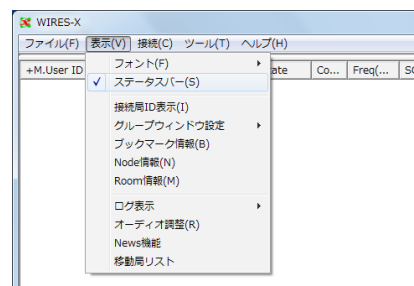 WIRES-X
ファイル(F) 表示(V) 接続(C) ツール(T) ヘルプ(H)
+M.User ID ate Co... Freq(... SC
フォント(F)
ステータスバー(S)
接続局ID表示(I)
グループウィンドウ設定
ブックマーク情報(B)
Node情報(N)
Room情報(M)
ログ表示
オーディオ調整(R)
News機能
移動局リスト